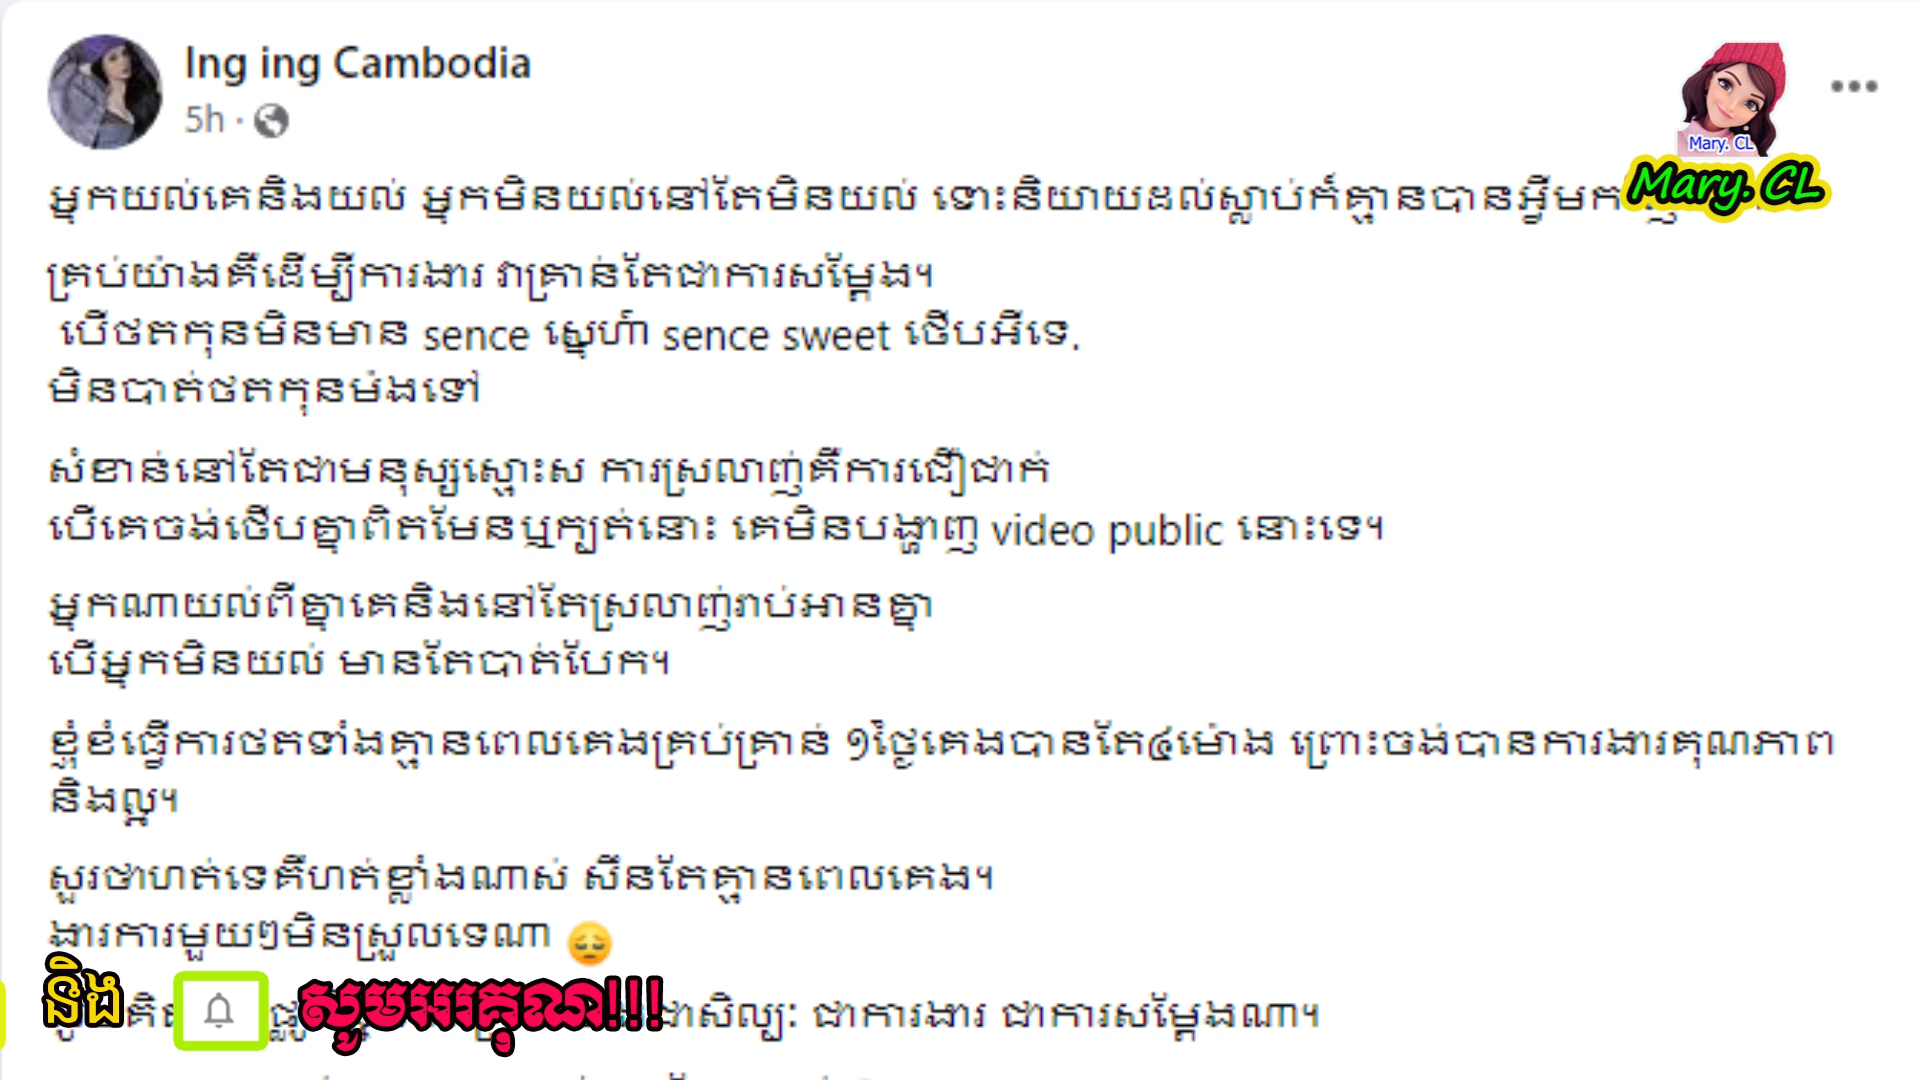 Ing ing Cambodia
5h ·
Mary. CL
Mary. CL
អ្នកយល់គេនិងយល់ អ្នកមិនយល់នៅតែមិនយល់ ទោះនិយាយដល់ស្លាប់ក៏គ្មានបានអ្វីមក
គ្រប់យ៉ាងគឺដើម្បីការងារ វាគ្រាន់តែជាការសម្តែង។
បើថតកុនមិនមាន sence ស្នេហ៍ា sence sweet ថើបអីទេ.
មិនបាត់ថតកុនម៉ងទៅ
សំខាន់នៅតែជាមនុស្សស្មោះស ការស្រលាញ់គឺការជឿជាក់
បើគេចង់ថើបគ្នាពិតមែនឬក្បត់នោះ គេមិនបង្ហាញ video public នោះទេ។
អ្នកណាយល់ពីគ្នាគេនិងនៅតែស្រលាញ់រាប់អានគ្នា
បើអ្នកមិនយល់ មានតែបាត់បែក។
ខ្ញុំខំធ្វើការថតទាំងគ្មានពេលគេងគ្រប់គ្រាន់ ១ថ្ងៃគេងបានតែ៤ម៉ោង ព្រោះចង់បានការងារគុណភាព
និងល្អ។
សួរថាហត់ទេគឺហត់ខ្លាំងណាស់ សឹនតែគ្មានពេលគេង។
ងារការមួយៗមិនស្រួលទេណា 😔
ជាសិល្បៈ ជាការងារ ជាការសម្តែងណា។
និង
សូមអរគុណ!!!